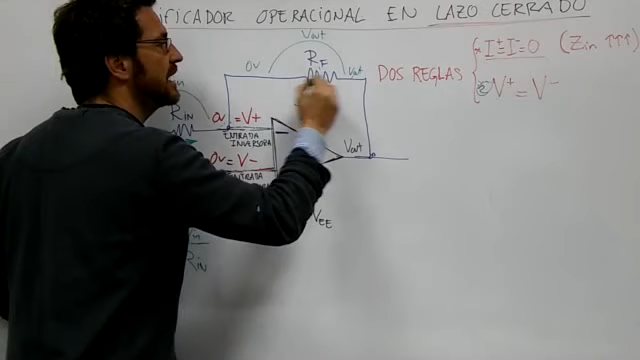 IFICADOR OPERACIONAL EN LAZO CERRADO
Vout
0V RF Vout
DOS REGLAS
I+=I-=0 (Zin ↑↑↑)
V+ = V-
Rin
0V = V+
ENTRADA
INVERSORA
Vout
0V = V-
VEE
Rin